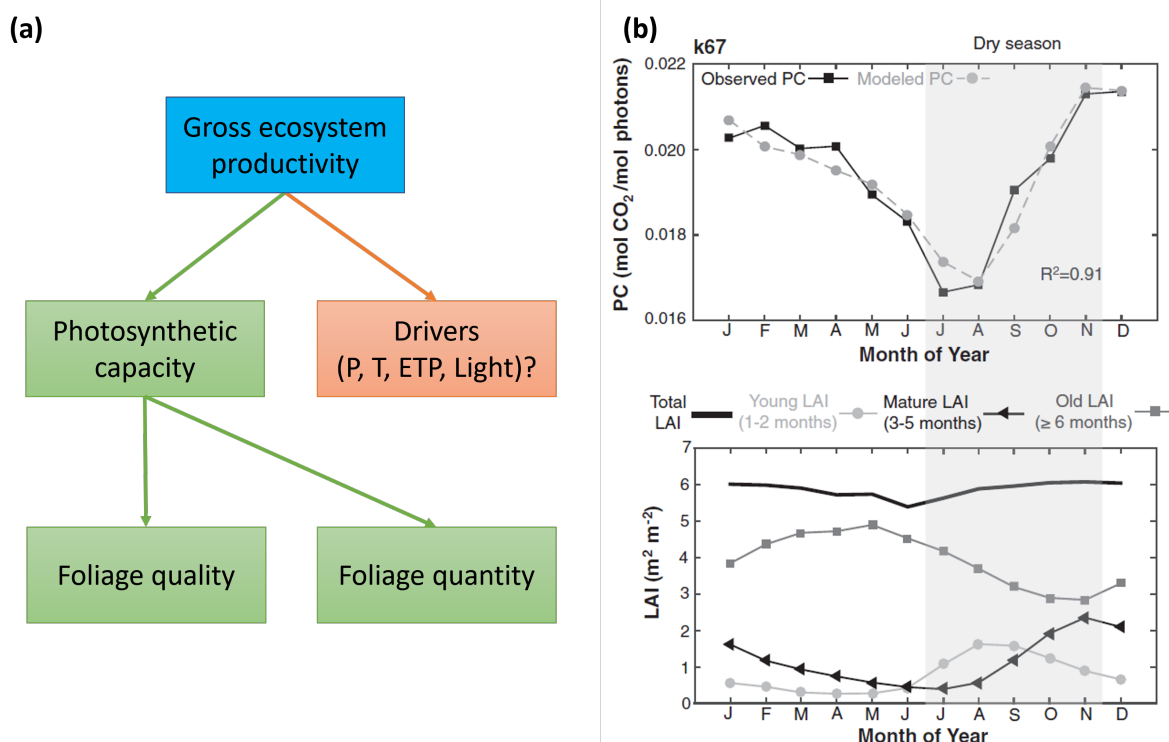 (a)
Gross ecosystem
productivity
Photosynthetic
capacity
Drivers
(P, T, ETP, Light)?
Foliage quality
Foliage quantity
(b)
k67
Dry season
Observed PC
Modeled PC
0.022
0.020
0.018
0.016
PC (mol CO₂/mol photons)
R²=0.91
J F M A M J J A S O N D
Month of Year
Total
LAI
Young LAI
(1-2 months)
Mature LAI
(3-5 months)
Old LAI
(≥ 6 months)
7
6
5
4
3
2
1
0
LAI (m² m⁻²)
J F M A M J J A S O N D
Month of Year